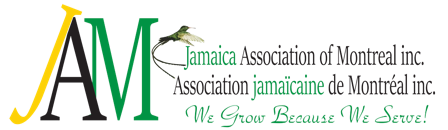 JAM
Jamaica Association of Montreal inc.
Association jamaïcaine de Montréal inc.
We Grow Because We Serve!